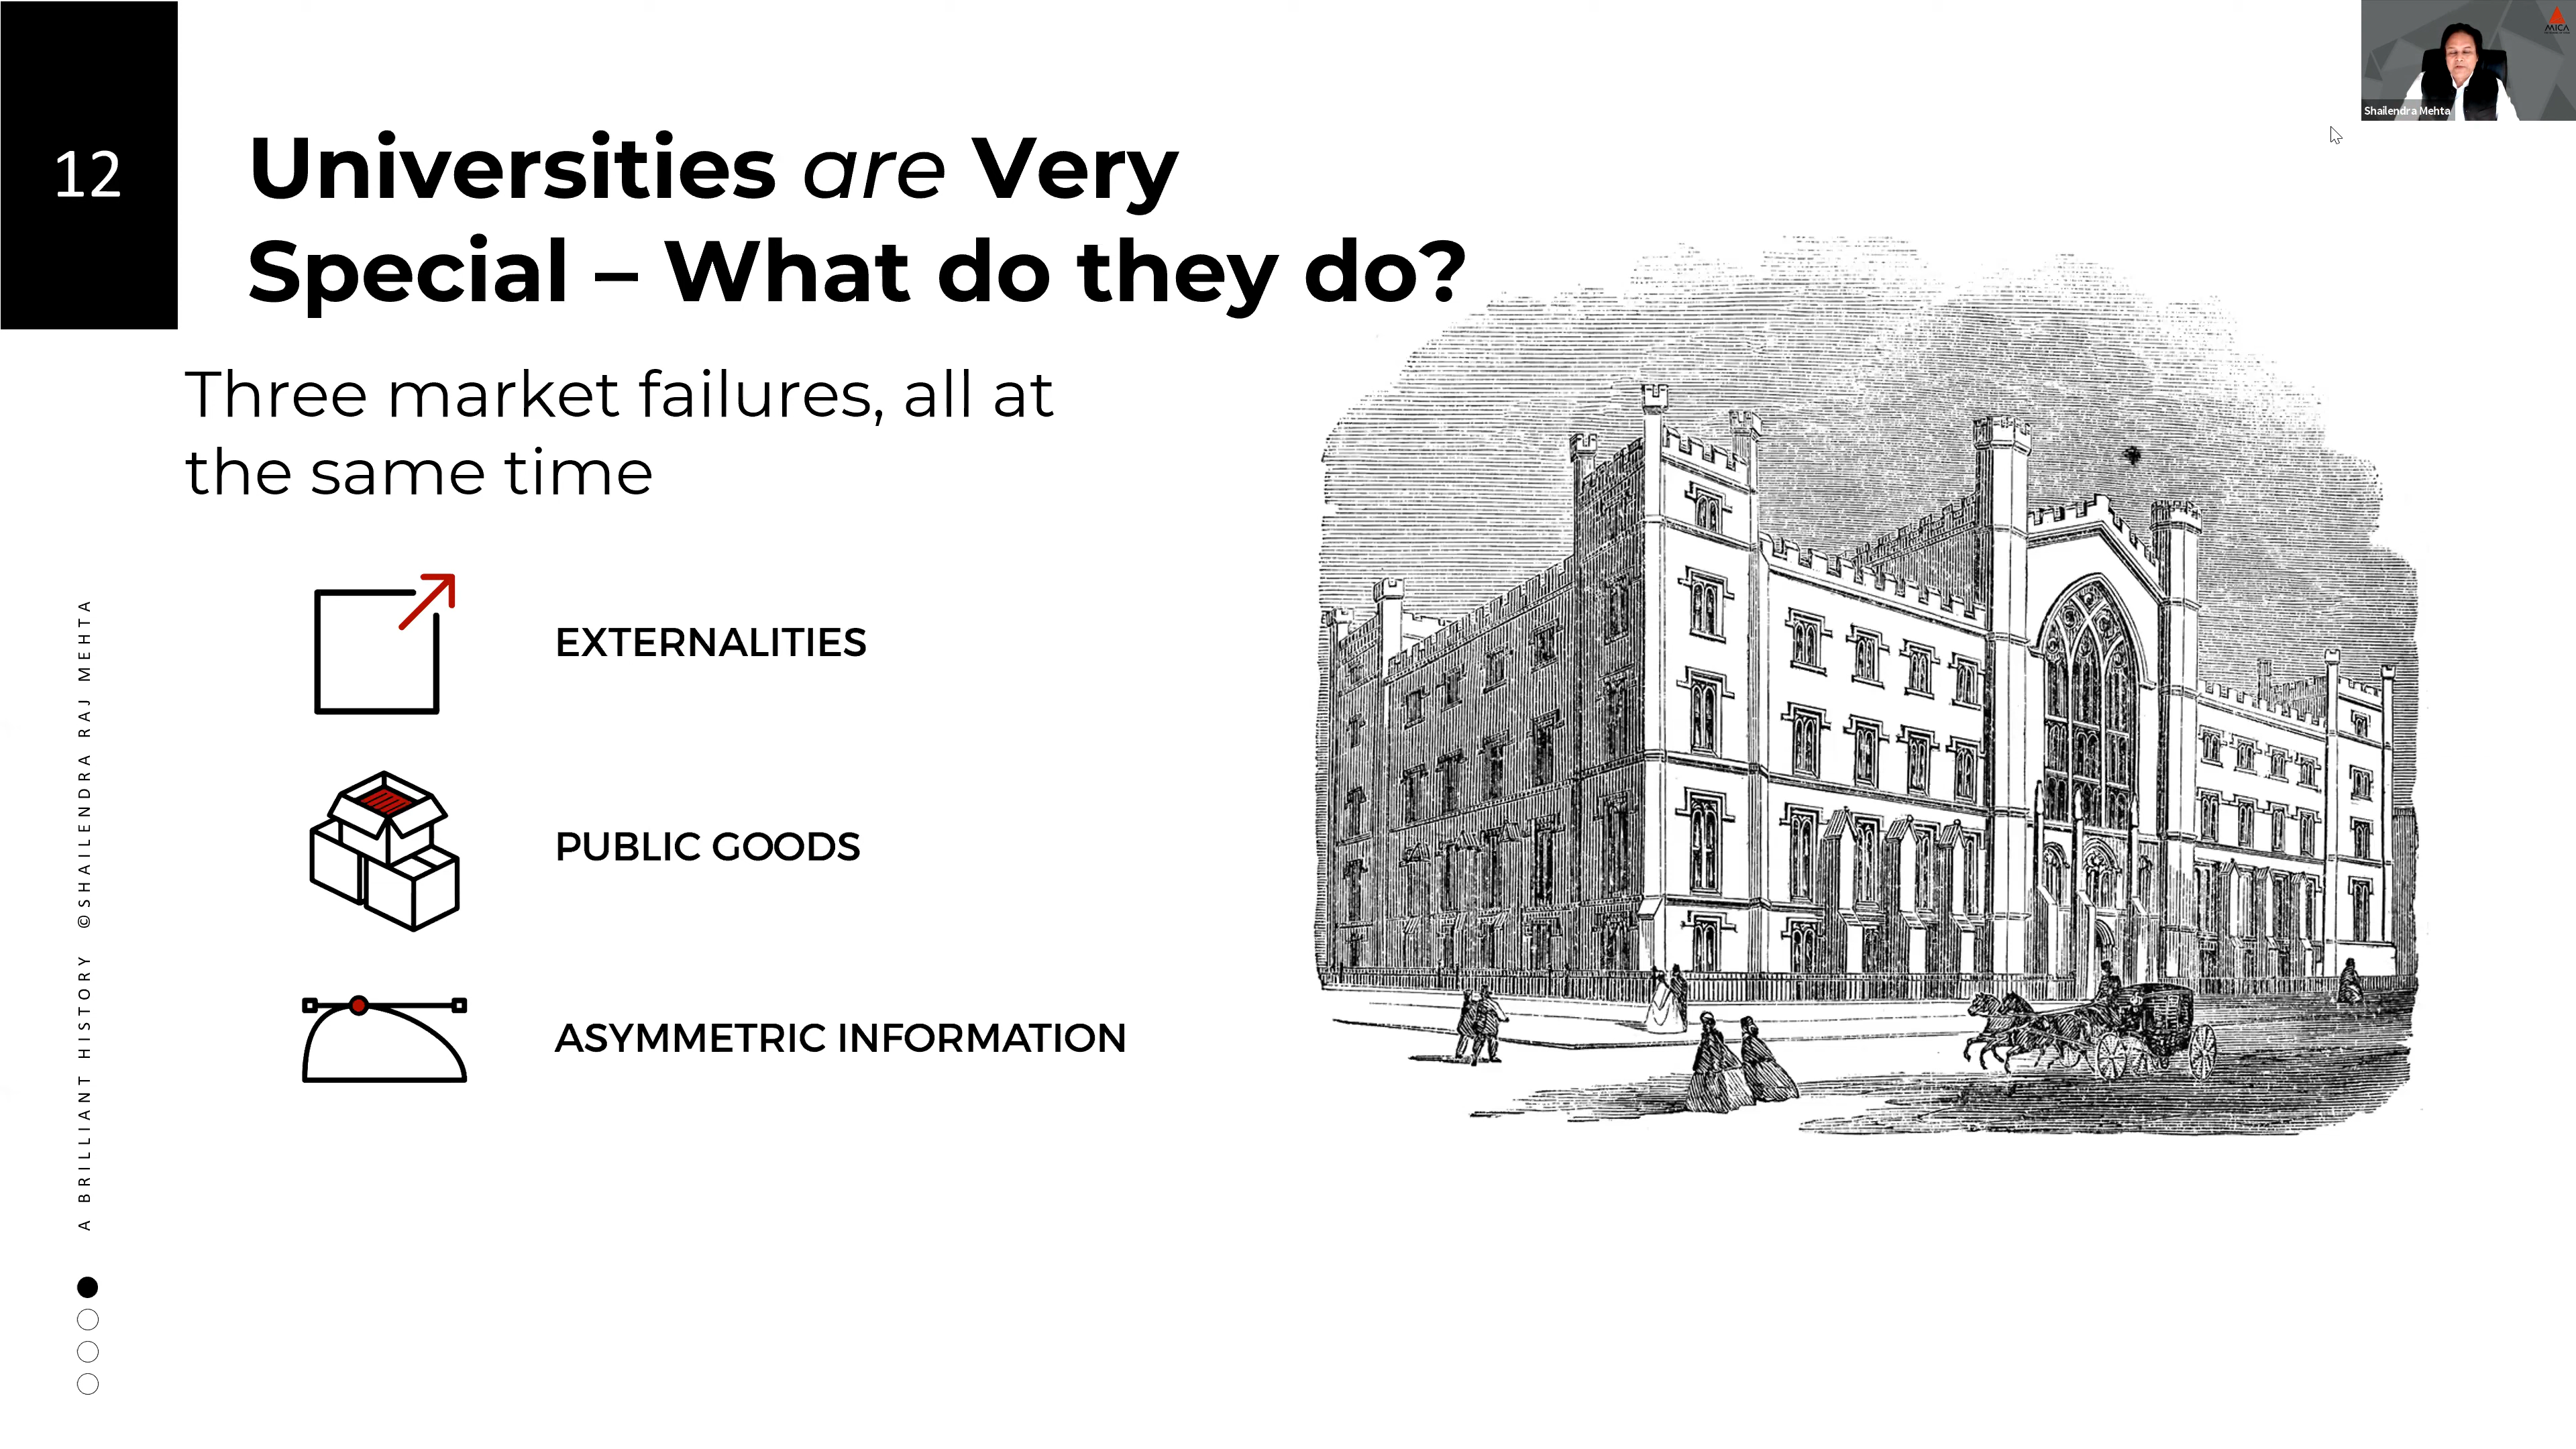 12
Universities are Very
Special – What do they do?
Three market failures, all at
the same time
EXTERNALITIES
PUBLIC GOODS
ASYMMETRIC INFORMATION
A BRILLIANT HISTORY ©SHAILENDRA RAJ MEHTA
MICA
Shailendra Mehta